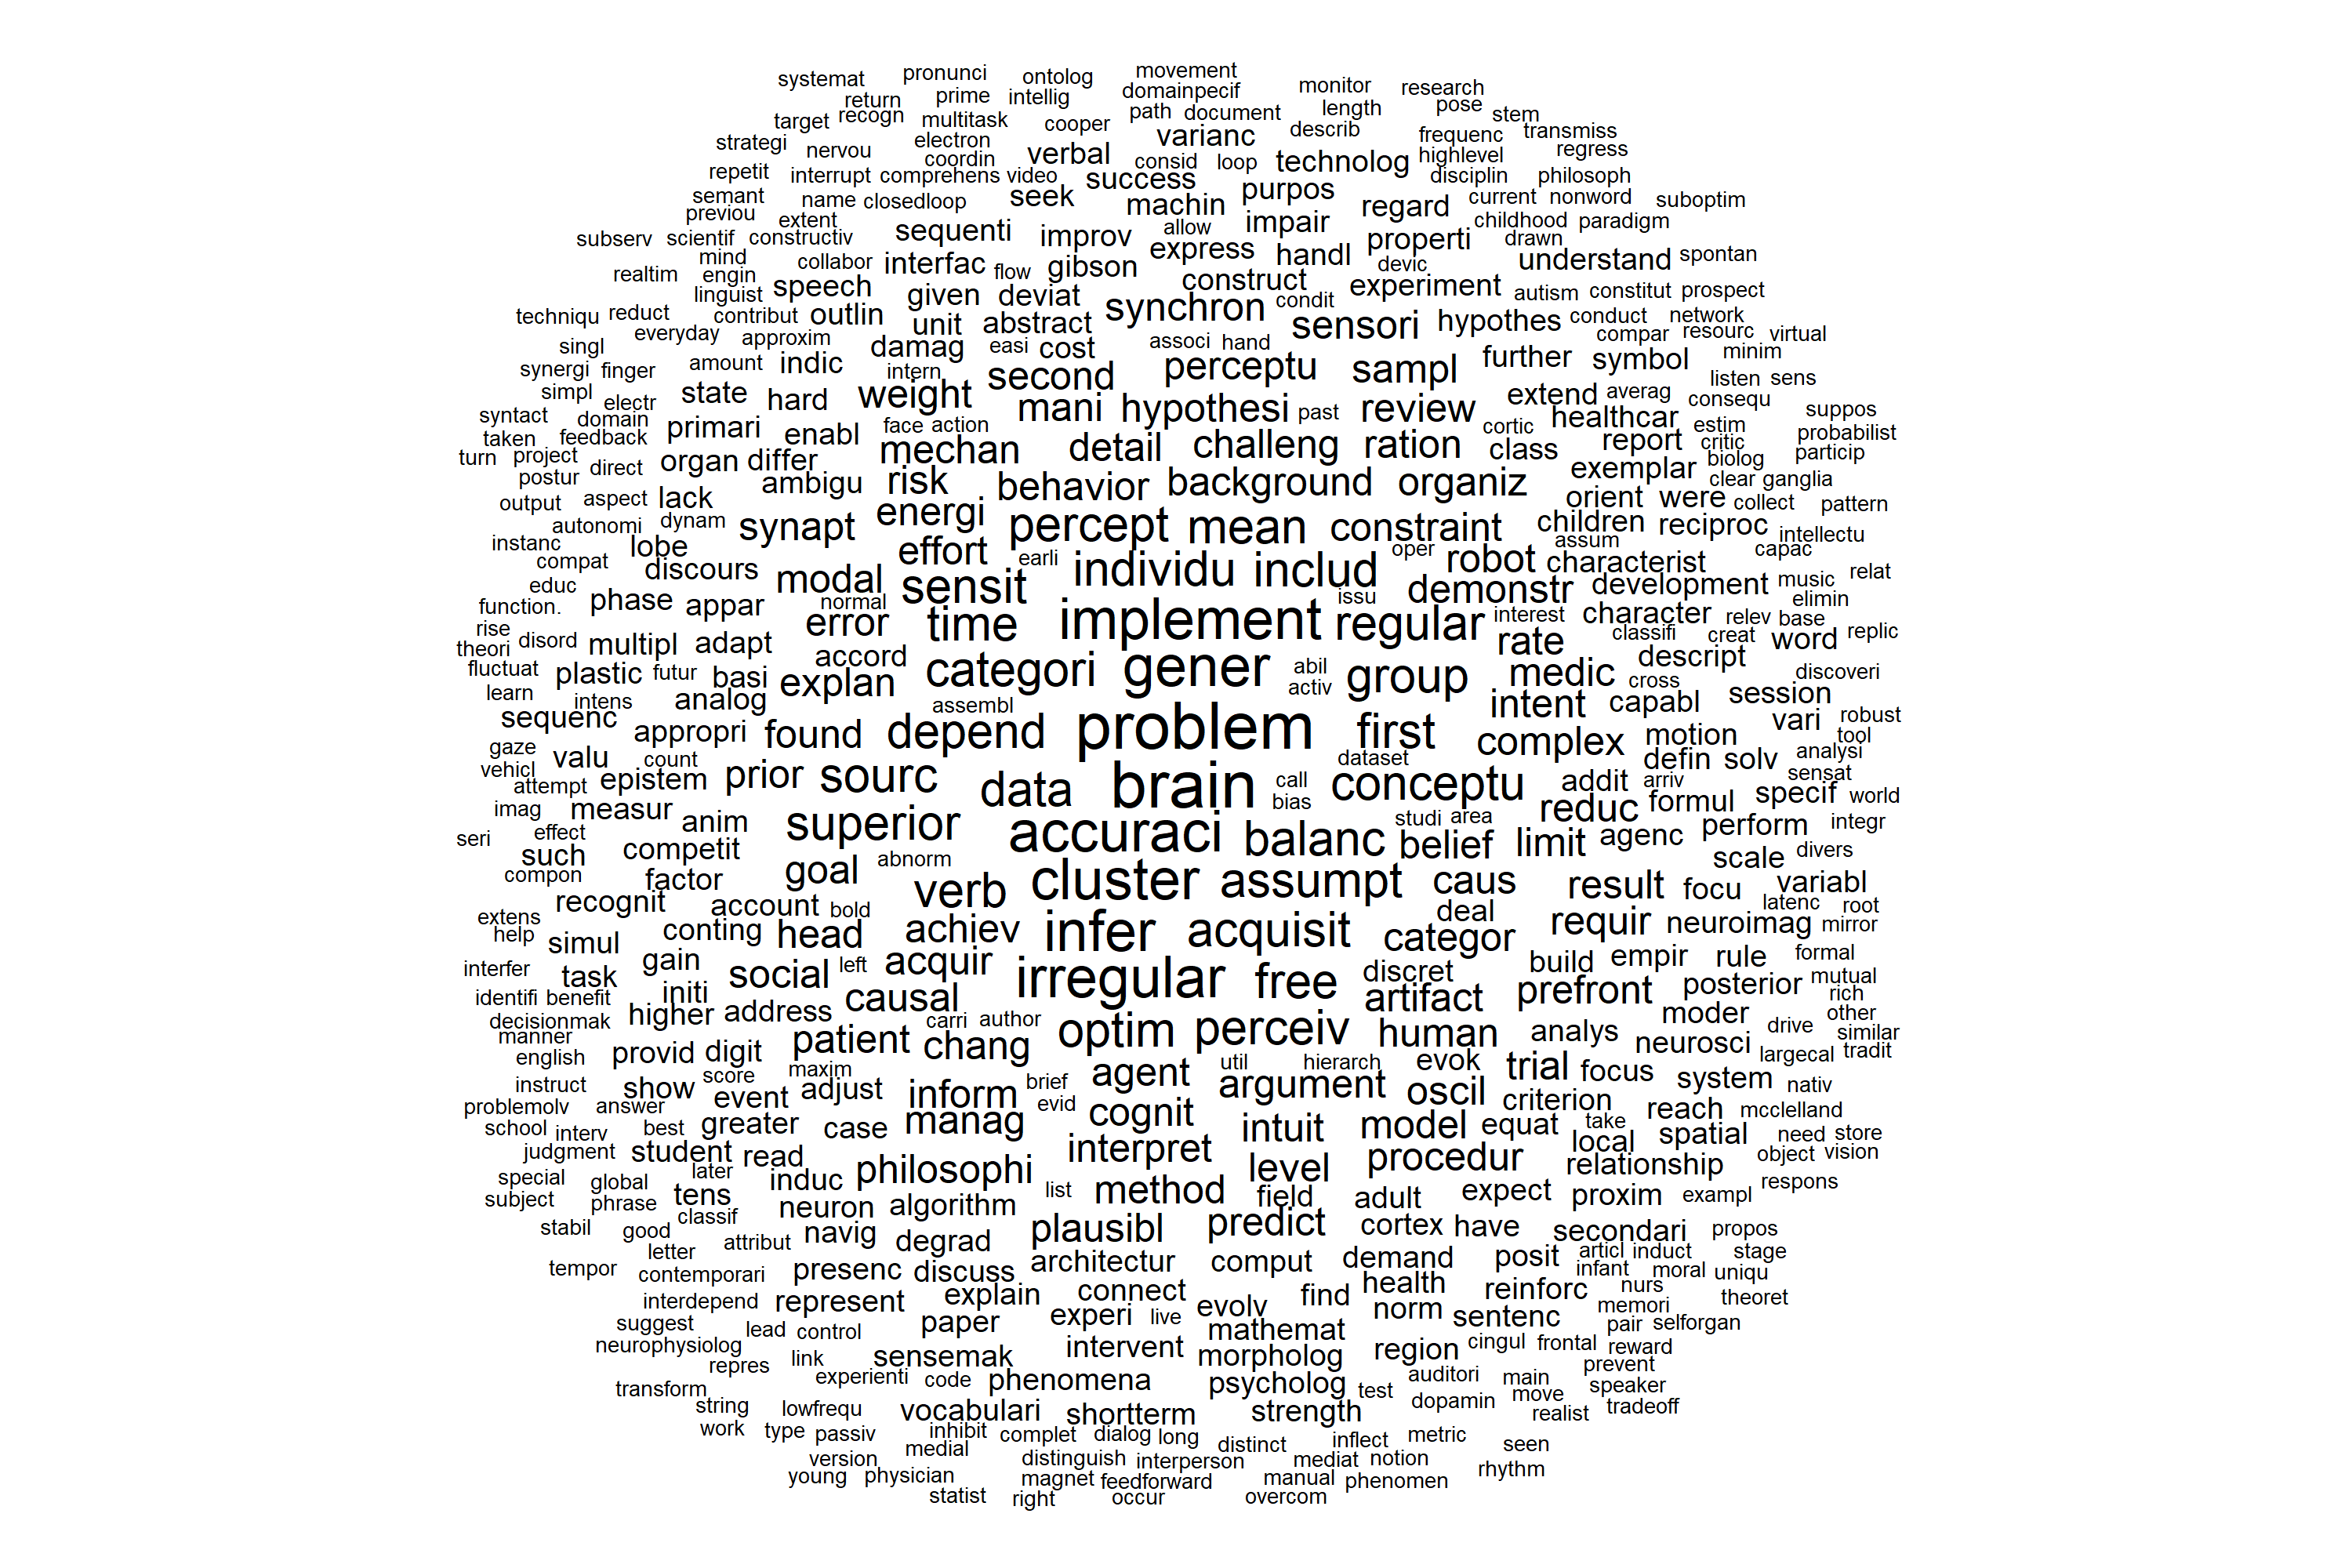 systemat pronunci ontolog movement monitor research
return prime intellig domainpecif length pose
target recogn multitask cooper path document stem
strategi nervou electron verbal varianc describ frequenc transmiss
coordin consid loop technolog highlevel regress
repetit interrupt comprehens video success disciplin philosoph
semant name closedloop seek machin purpos regard current nonword suboptim
previou extent sequenti improv allow impair childhood paradigm
subserv scientif constructiv express handl properti drawn
mind collabor interfac flow gibson devic understand spontan
realtim engin speech construct experiment autism constitut prospect
linguist given deviat synchron condit
techniqu reduct contribut outlin unit abstract sensori hypothes conduct network
everyday approxim damag easi cost associ hand compar resourc virtual
singl amount indic intern second perceptu sampl further symbol minim
synergi finger state hard weight extend averag listen sens
simpl electr mani hypothesi past review consequ
syntact domain primari enabl face action cortic healthcar estim suppos
taken feedback mechan detail challeng ration class report critic probabilist
turn project organ differ exemplar biolog particip
postur direct ambigu risk behavior background organiz clear ganglia
output aspect lack energi orient were collect pattern
autonomi dynam synapt percept mean constraint children reciproc intellectu
instanc lobe effort earli oper robot assum capac
compat discours modal sensit individu includ characterist
educ phase appar normal issu demonstr development music relat
function. error time implement regular interest character relev base elimin
rise disord multipl adapt rate classifi creat word replic
theori accord categori gener abil group medic descript
fluctuat plastic futur basi explan activ cross discoveri
learn intens analog assembl intent capabl session
sequenc appropri found depend problem first complex motion vari robust
gaze valu count dataset defin solv analysi tool
vehicl attempt epistem prior sourc data brain call conceptu addit arriv sensat
imag measur anim superior bias reduc formul specif world
seri effect accuraci balanc studi area belief limit agenc perform integr
such competit goal abnorm scale divers
compon factor verb cluster assumpt caus result focu variabl
recognit account bold deal latenc root
extens conting head achiev infer acquisit categor requir neuroimag mirror
help simul gain left acquir discret build empir rule formal
interfer task social irregular free posterior mutual
identifi benefit initi causal artifact prefront rich
decisionmak higher address carri author moder other
manner patient chang optim perceiv human analys drive similar
english provid digit util hierarch evok neurosci largecal tradit
instruct show score maxim inform brief agent argument oscil trial focus system nativ
problemolv answer event adjust evid criterion reach mcclelland
school interv best greater case manag cognit intuit model equat take local spatial need store
judgment student read interpret level procedur relationship object vision
special global later induc philosophi respons
subject phrase tens neuron algorithm list method field adult expect proxim exampl
stabil good classif navig degrad plausibl predict cortex have secondari propos
letter attribut architectur comput demand posit articl induct stage
tempor contemporari presenc discuss connect health infant moral uniqu
interdepend represent explain evolv find norm reinforc nurs theoret
suggest lead control paper experi live mathemat sentenc memori pair selforgan
neurophysiolog link sensemak intervent morpholog region cingul frontal reward
repres experienti code phenomena psycholog test auditori main prevent
transform dopamin move speaker
string lowfrequ vocabulari shortterm strength realist tradeoff
work type passiv inhibit complet dialog long distinct inflect metric seen
version medial distinguish interperson mediat notion
young physician magnet feedforward manual phenomen rhythm
statist right occur overcom